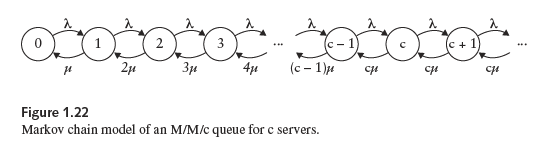 λ λ λ λ λ λ λ λ
0 1 2 3 ... c – 1 c c + 1 ...
μ 2μ 3μ 4μ (c – 1)μ cμ cμ cμ
Figure 1.22
Markov chain model of an M/M/c queue for c servers.